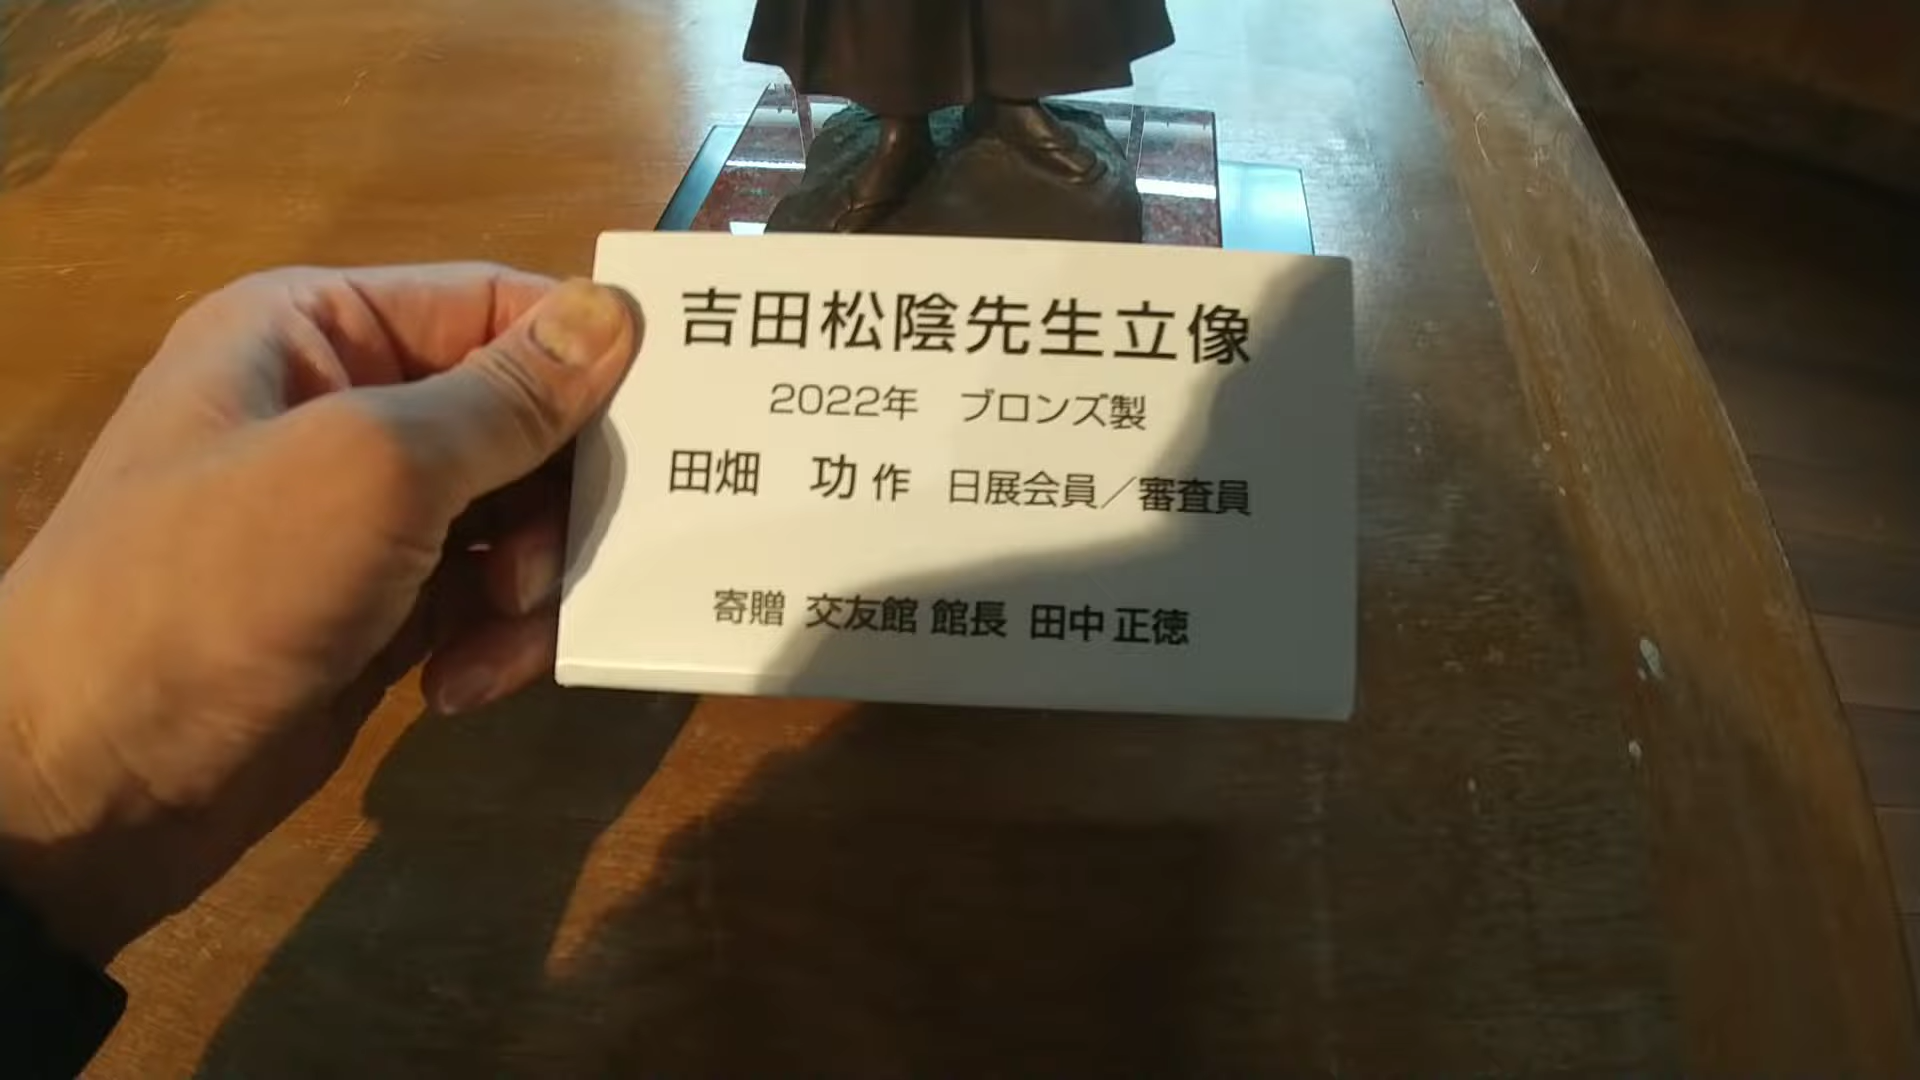 吉田松陰先生立像
2022年　ブロンズ製
田畑　功 作　日展会員／審査員
寄贈 交友館 館長 田中 正徳